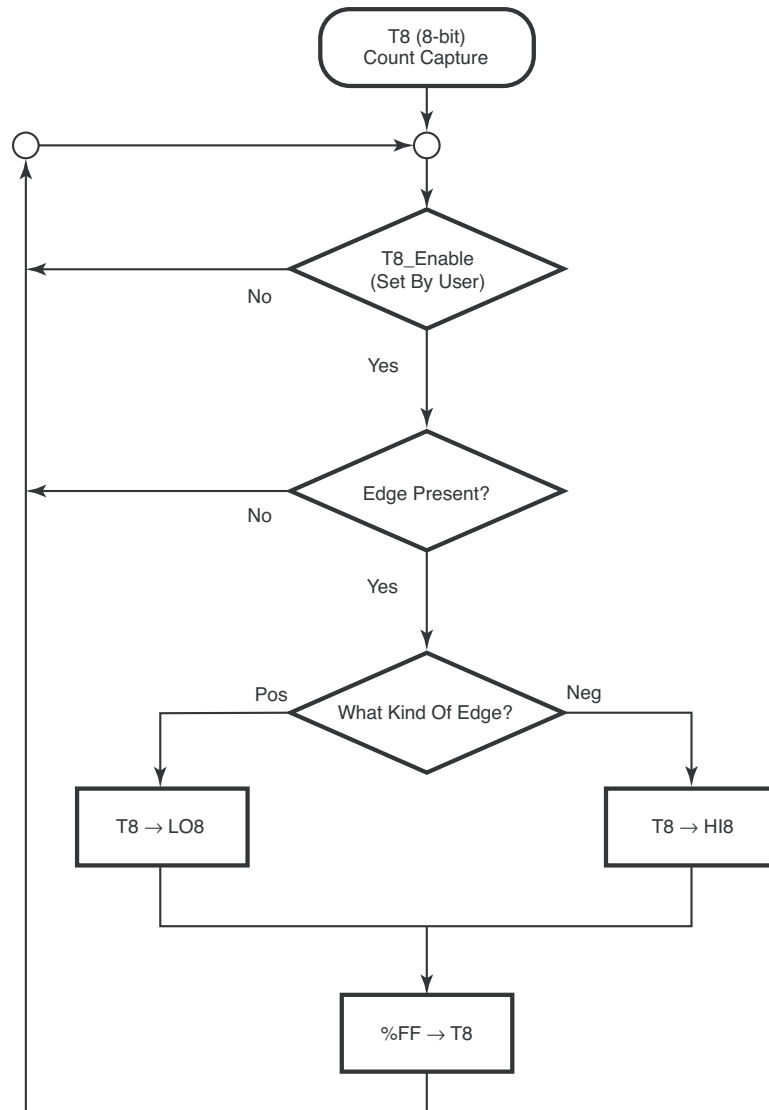 T8 (8-bit)
Count Capture
T8_Enable
(Set By User)
No
Yes
Edge Present?
No
Yes
Pos
What Kind Of Edge?
Neg
T8 → LO8
T8 → HI8
%FF → T8